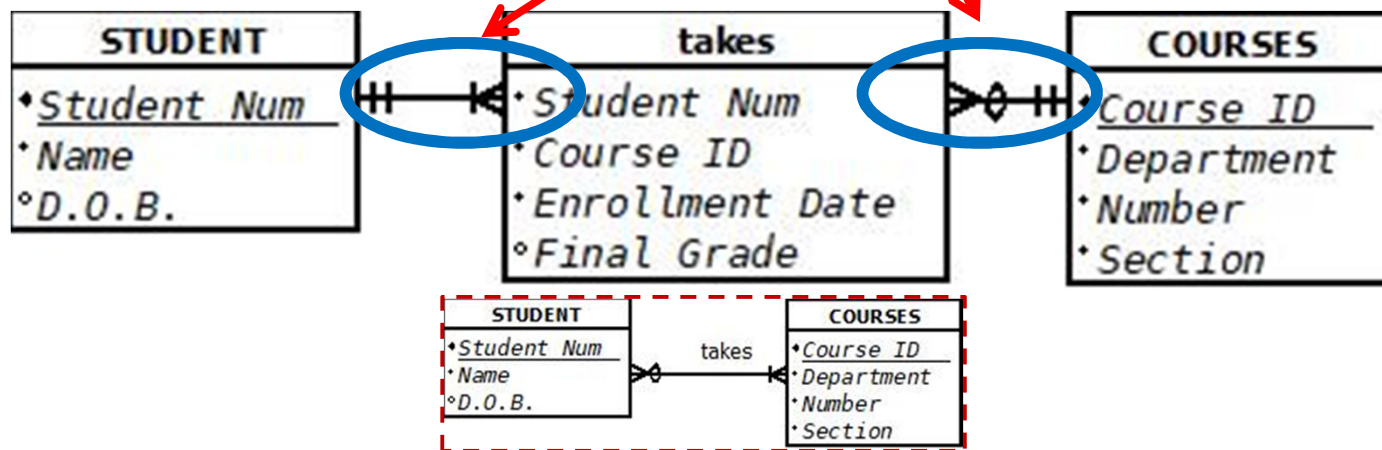 STUDENT
Student Num
Name
D.O.B.
takes
Student Num
Course ID
Enrollment Date
Final Grade
COURSES
Course ID
Department
Number
Section
STUDENT
Student Num
Name
D.O.B.
takes
COURSES
Course ID
Department
Number
Section